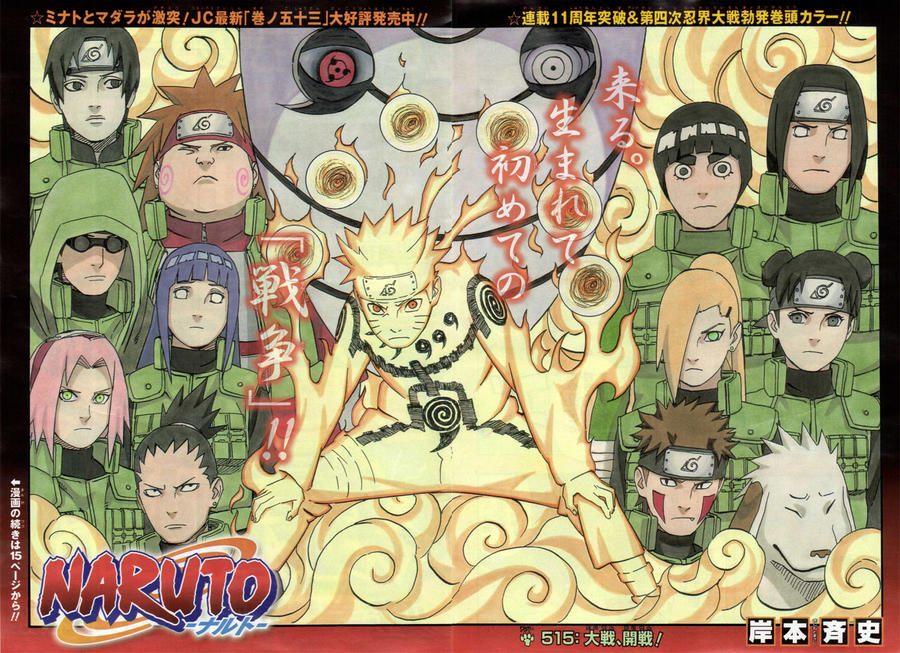 ☆ミナトとマダラが激突！JC最新「巻ノ五十三」大好評発売中!!
☆連載11周年突破&第四次忍界大戦勃発巻頭カラー!!
来る。
生まれて
初めての
「戦争」!!
←漫画の続きは15ページから!!
NARUTO
-ナルト-
515：大戦、開戦！
岸本斉史